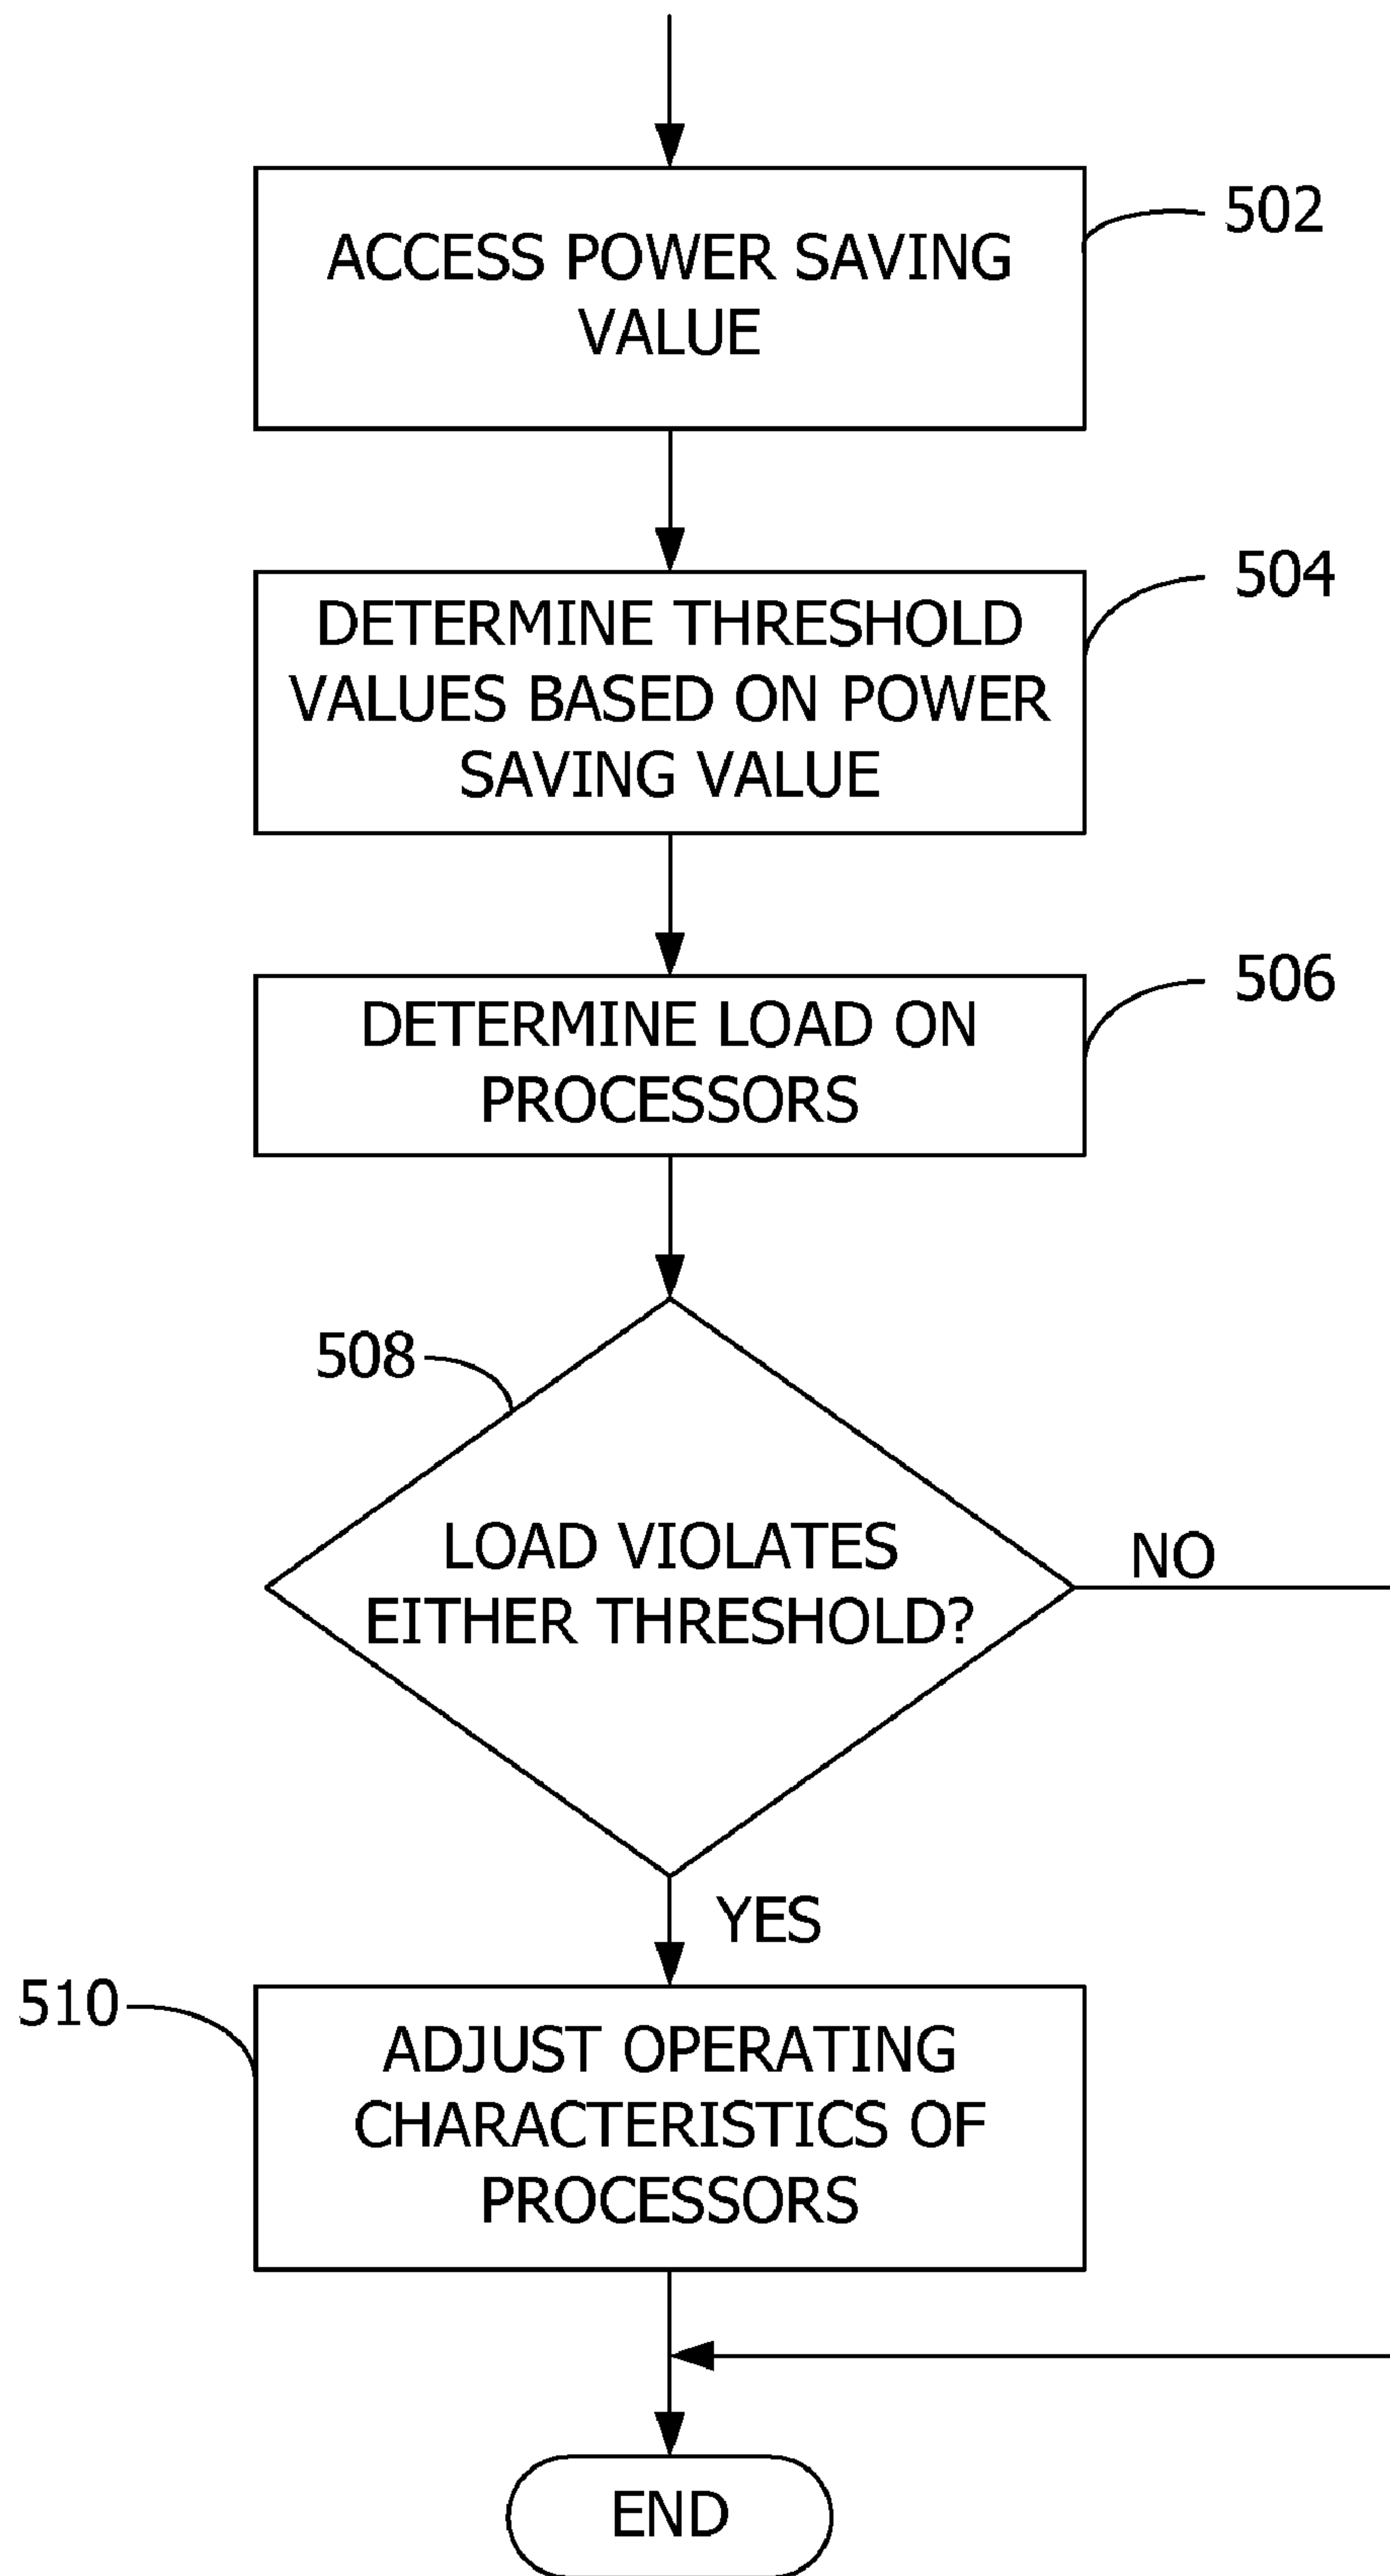 502
ACCESS POWER SAVING
VALUE
504
DETERMINE THRESHOLD
VALUES BASED ON POWER
SAVING VALUE
506
DETERMINE LOAD ON
PROCESSORS
508
LOAD VIOLATES
EITHER THRESHOLD?
NO
YES
510
ADJUST OPERATING
CHARACTERISTICS OF
PROCESSORS
END